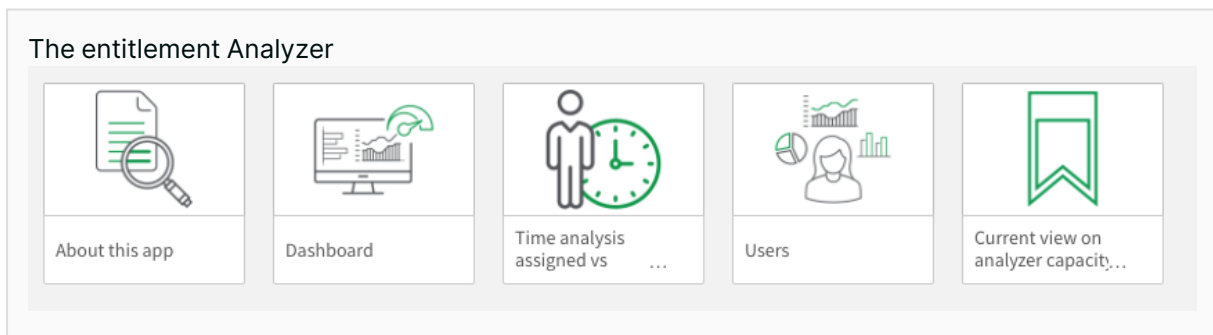 The entitlement Analyzer
About this app
Dashboard
Time analysis
assigned vs ...
Users
Current view on
analyzer capacity...